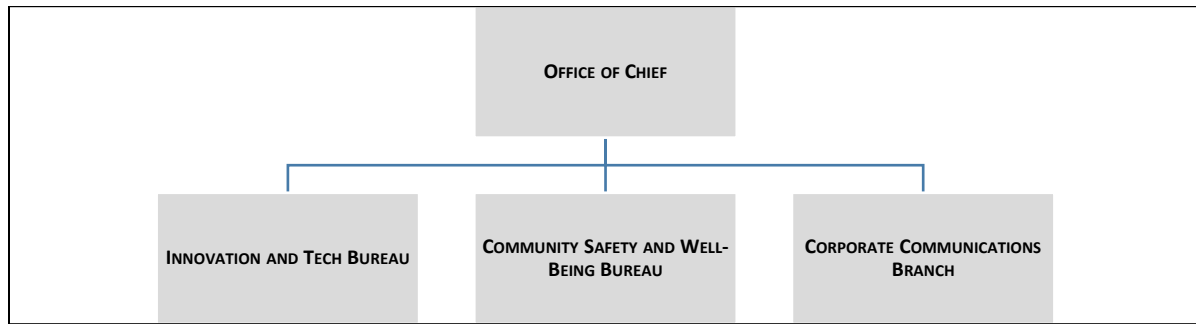 OFFICE OF CHIEF
INNOVATION AND TECH BUREAU
COMMUNITY SAFETY AND WELL-
BEING BUREAU
CORPORATE COMMUNICATIONS
BRANCH